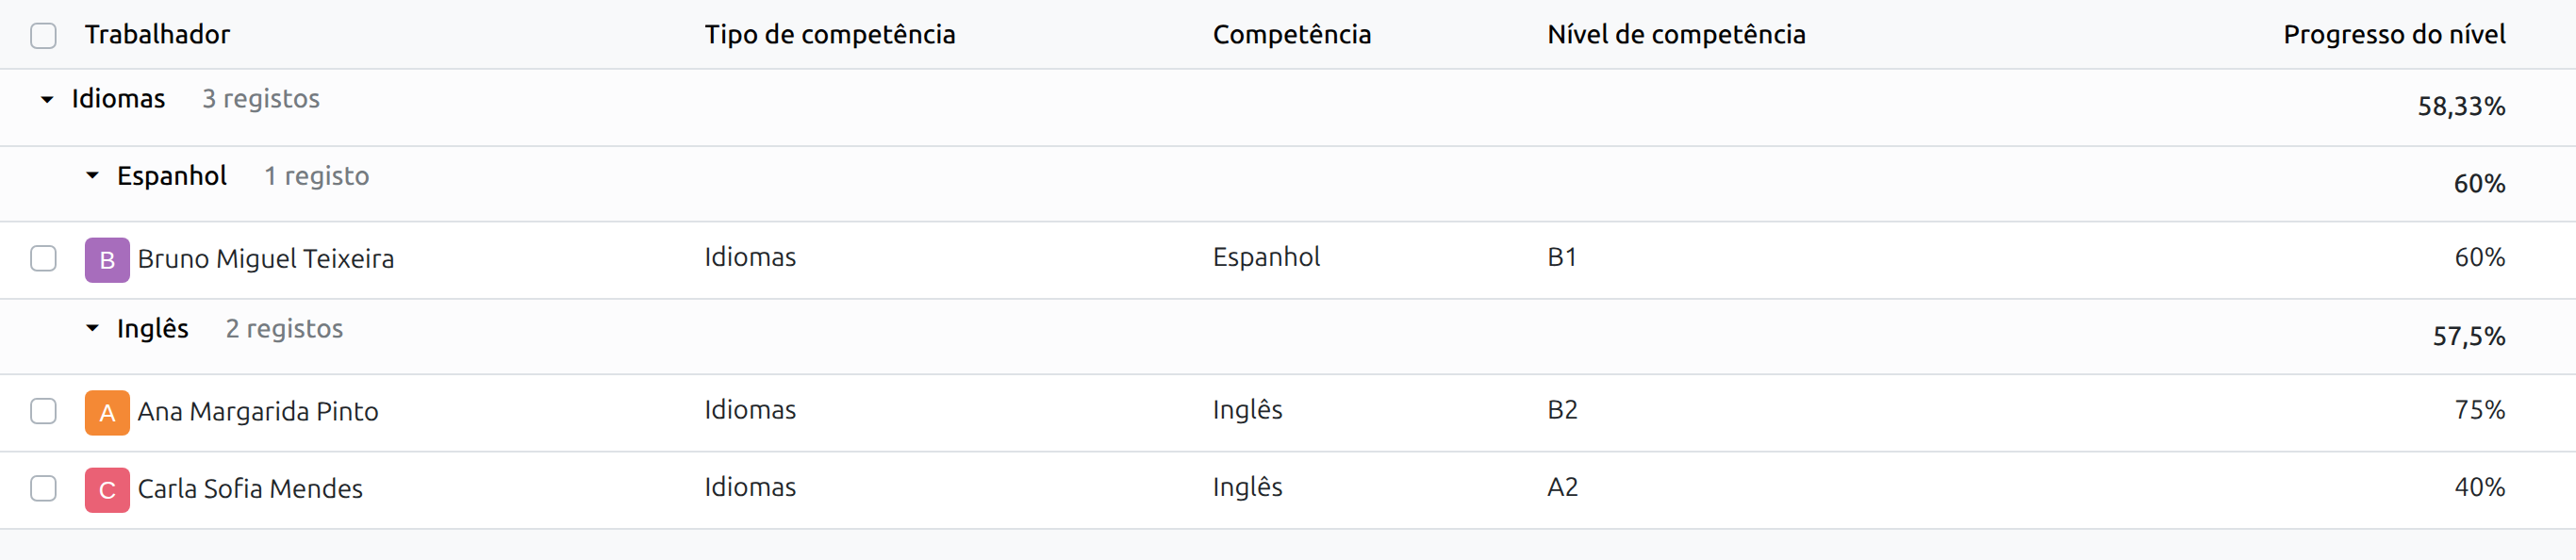 Trabalhador Tipo de competência Competência Nível de competência Progresso do nível
Idiomas 3 registos 58,33%
Espanhol 1 registo 60%
B Bruno Miguel Teixeira Idiomas Espanhol B1 60%
Inglês 2 registos 57,5%
A Ana Margarida Pinto Idiomas Inglês B2 75%
C Carla Sofia Mendes Idiomas Inglês A2 40%